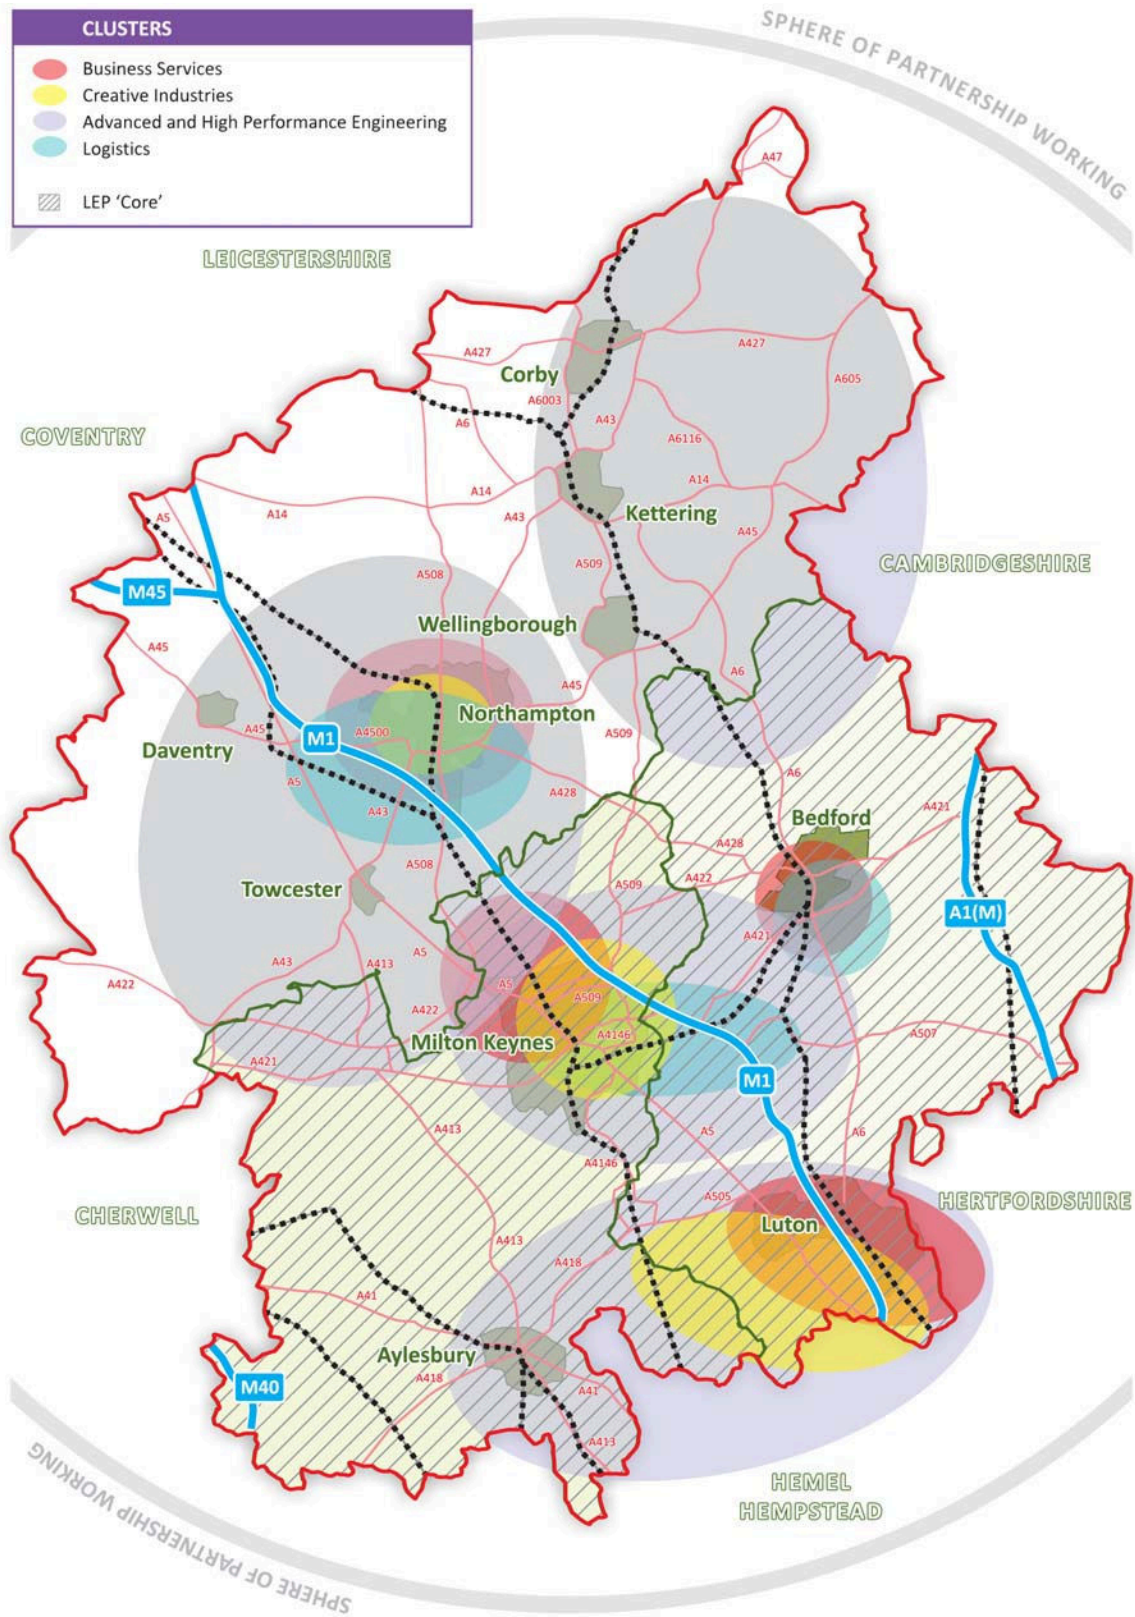 CLUSTERS
Business Services
Creative Industries
Advanced and High Performance Engineering
Logistics
LEP ‘Core’
SPHERE OF PARTNERSHIP WORKING
A47
LEICESTERSHIRE
A427
A427
Corby
A605
A6003
A43
A6
A6116
COVENTRY
A14
A14
A14
A43
Kettering
A5
A45
A509
CAMBRIDGESHIRE
A508
M45
Wellingborough
A45
A6
A45
Northampton
A45
A4500
M1
A509
Daventry
A5
A6
A428
A43
A421
Bedford
A508
A428
A422
Towcester
A509
A1(M)
A421
A5
A43
A413
A422
A5
A509
A422
A507
A4146
Milton Keynes
A421
M1
A413
A5
A6
A4146
A505
HERTFORDSHIRE
CHERWELL
Luton
A413
A418
A41
Aylesbury
A418
M40
A41
A413
HEMEL
HEMPSTEAD
SPHERE OF PARTNERSHIP WORKING